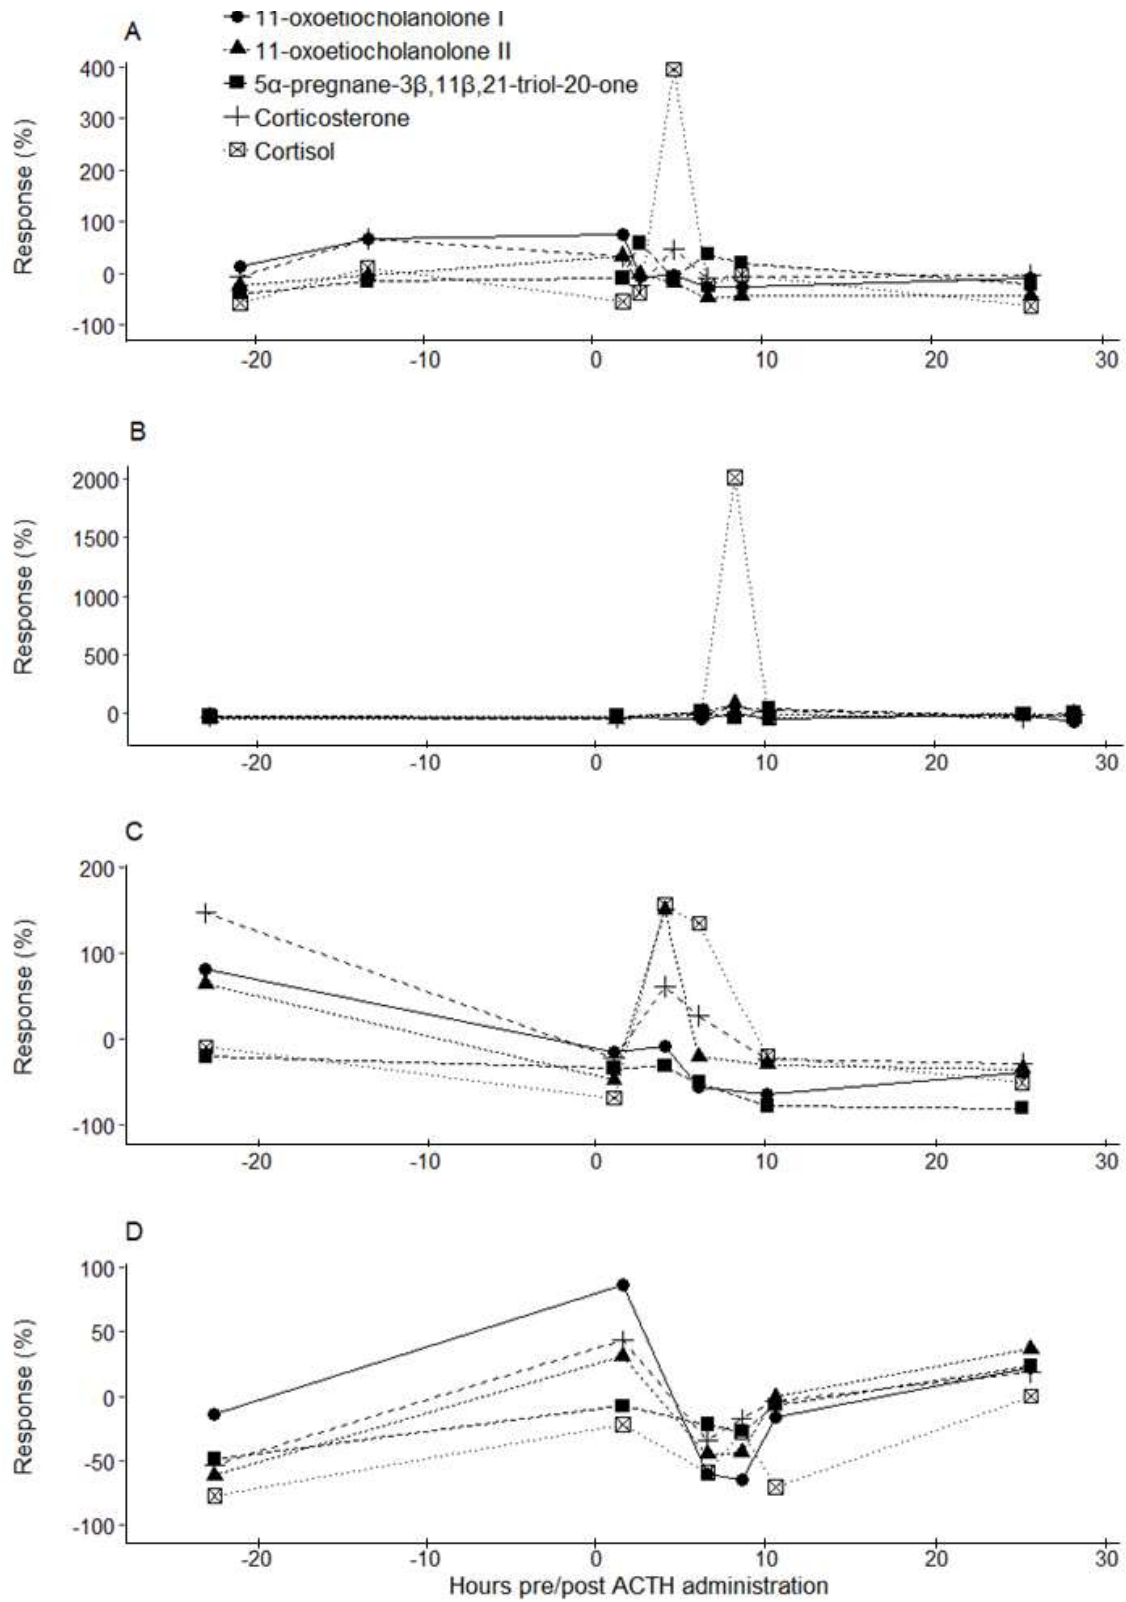 A
11-oxoetiocholanolone I
11-oxoetiocholanolone II
5α-pregnane-3β,11β,21-triol-20-one
Corticosterone
Cortisol
Response (%)
400
300
200
100
0
-100
-20 -10 0 10 20 30
B
Response (%)
2000
1500
1000
500
0
-20 -10 0 10 20 30
C
Response (%)
200
100
0
-100
-20 -10 0 10 20 30
D
Response (%)
100
50
0
-50
-100
-20 -10 0 10 20 30
Hours pre/post ACTH administration